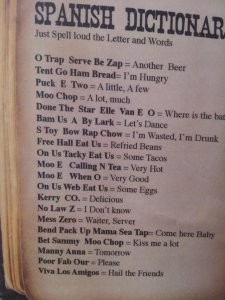 SPANISH DICTIONAR
Just Spell loud the Letter and Words
O Trap Serve Be Zap = Another Beer
Tent Go Ham Bread= I'm Hungry
Puck E Two = A little, A few
Moo Chop = A lot, much
Done The Star Elle Van E O = Where is the bat
Bam Us A By Lark = Let's Dance
S Toy Bow Rap Chow = I'm Wasted, I'm Drunk
Free Hall Eat Us = Refried Beans
On Us Tacky Eat Us = Some Tacos
Moo E Calling N Tea = Very Hot
Moo E When O = Very Good
On Us Web Eat Us = Some Eggs
Kerry CO. = Delicious
No Law Z = I don't know
Mess Zero = Waiter, Server
Bend Pack Up Mama Sea Tap= Come here Baby
Bet Sammy Moo Chop = Kiss me a lot
Manny Anna = Tomorrow
Poor Fab Our = Please
Viva Los Amigos = Hail the Friends